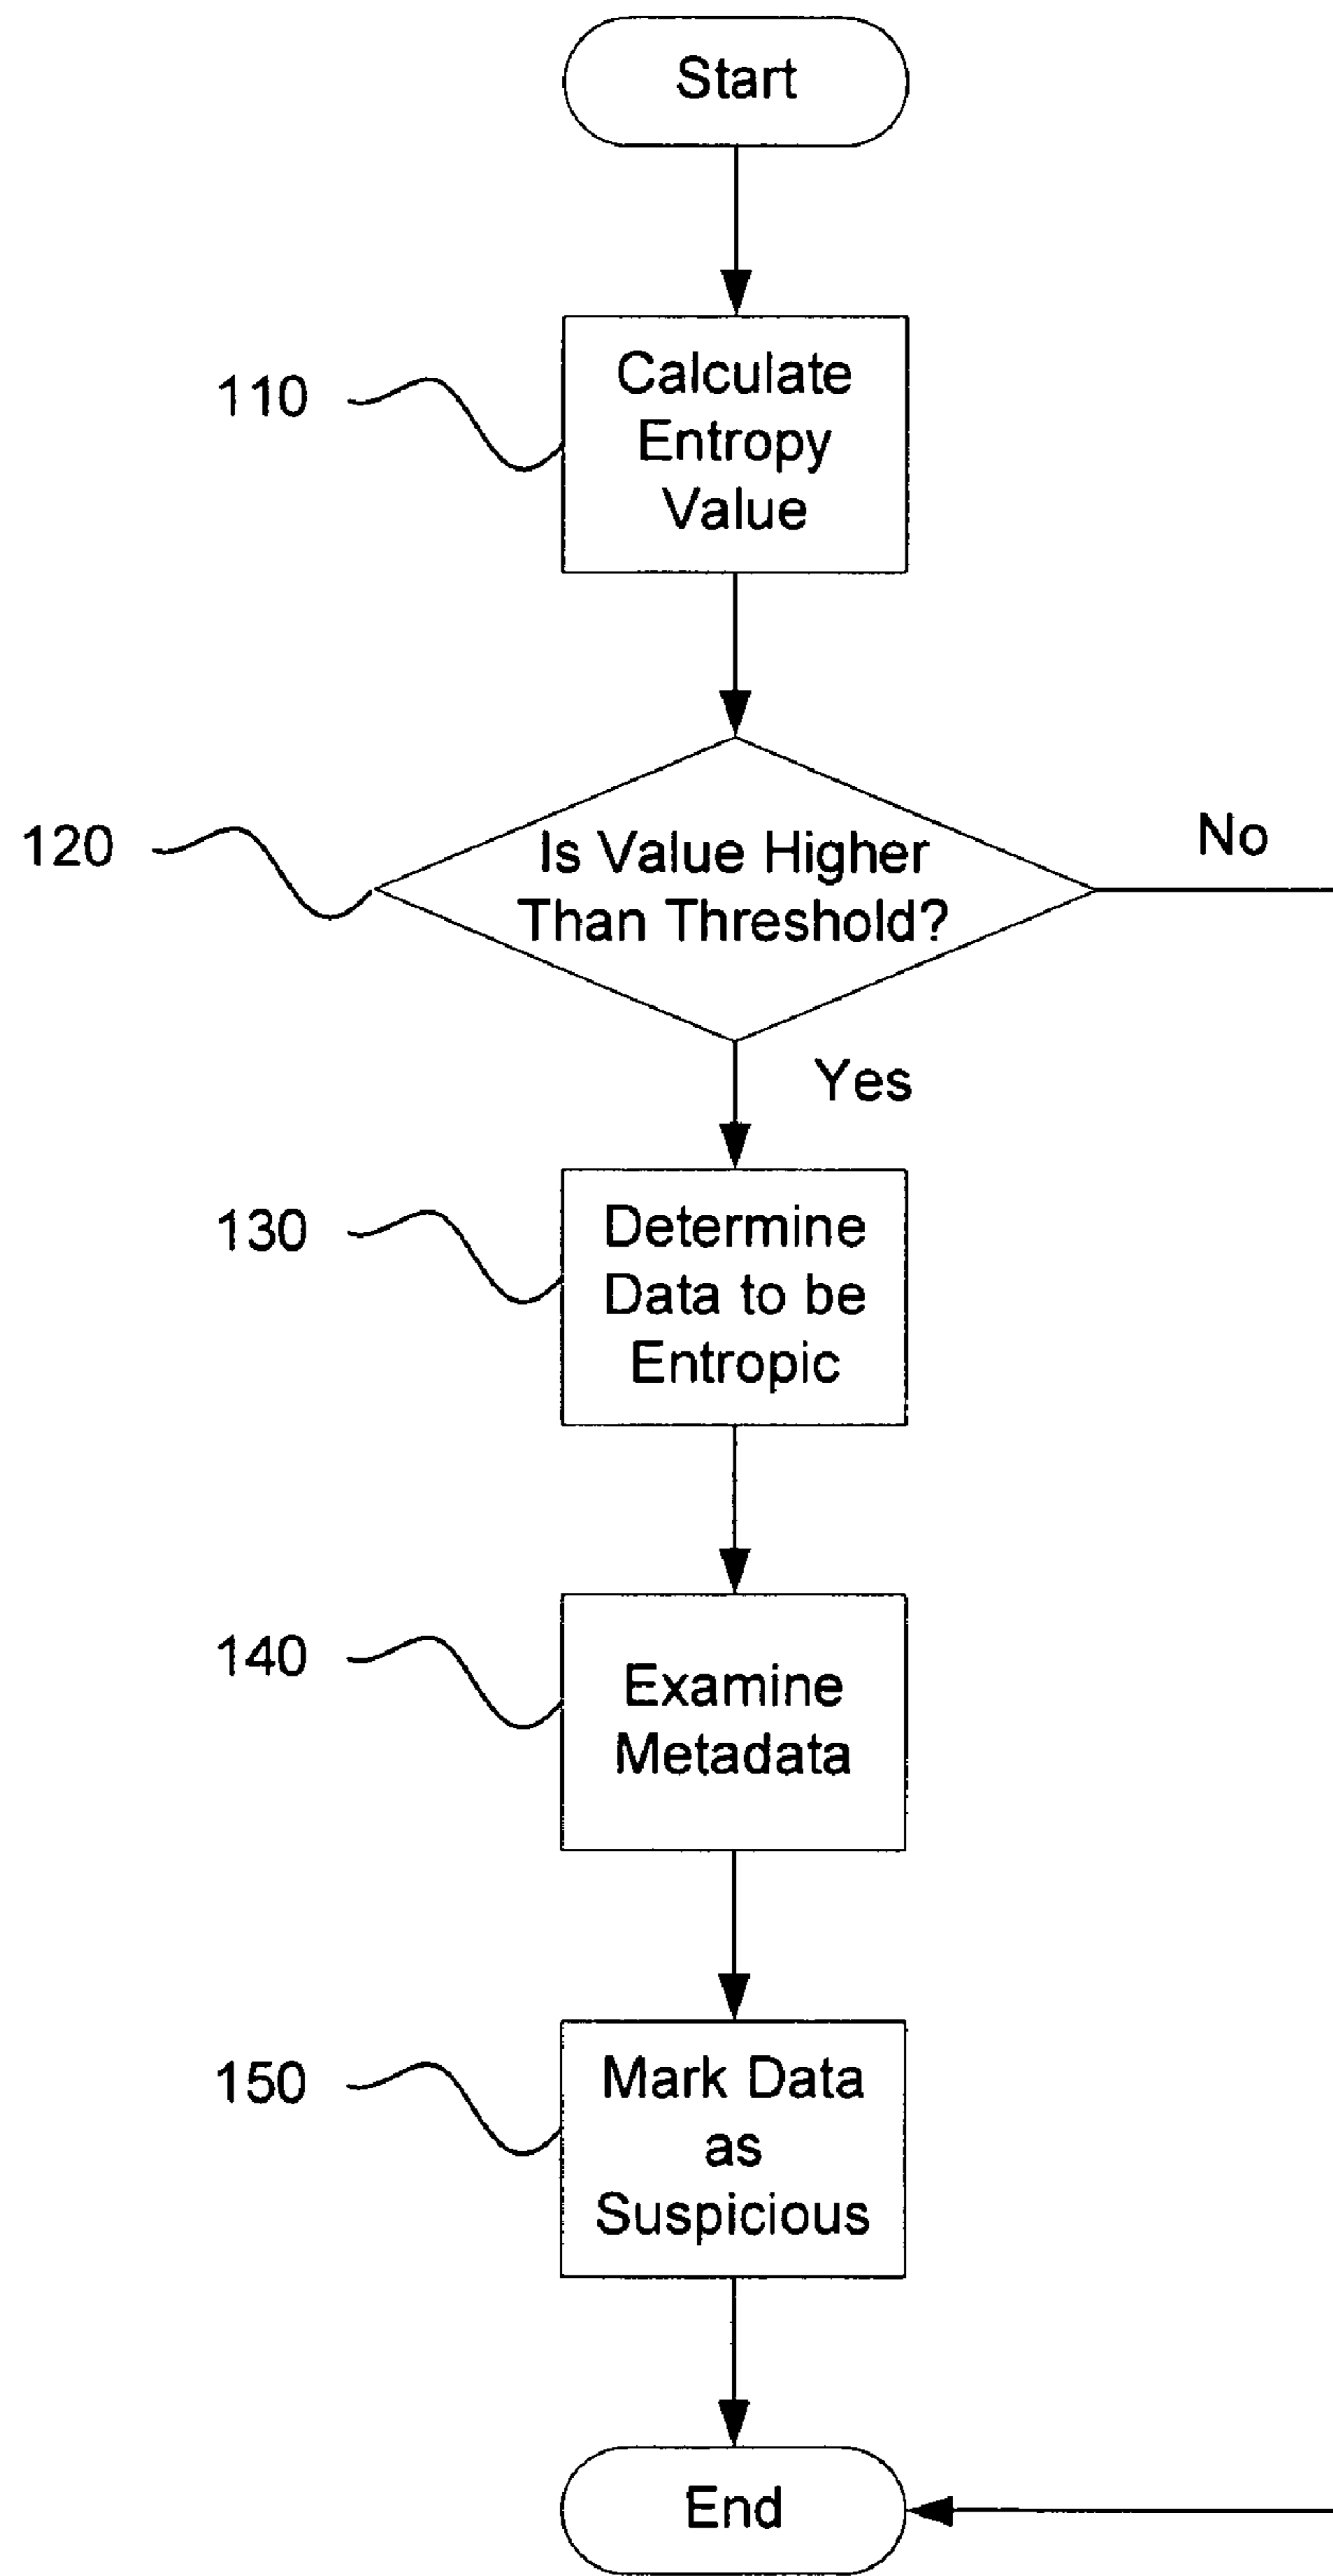 Start
110
Calculate
Entropy
Value
120
Is Value Higher
Than Threshold?
No
Yes
130
Determine
Data to be
Entropic
140
Examine
Metadata
150
Mark Data
as
Suspicious
End